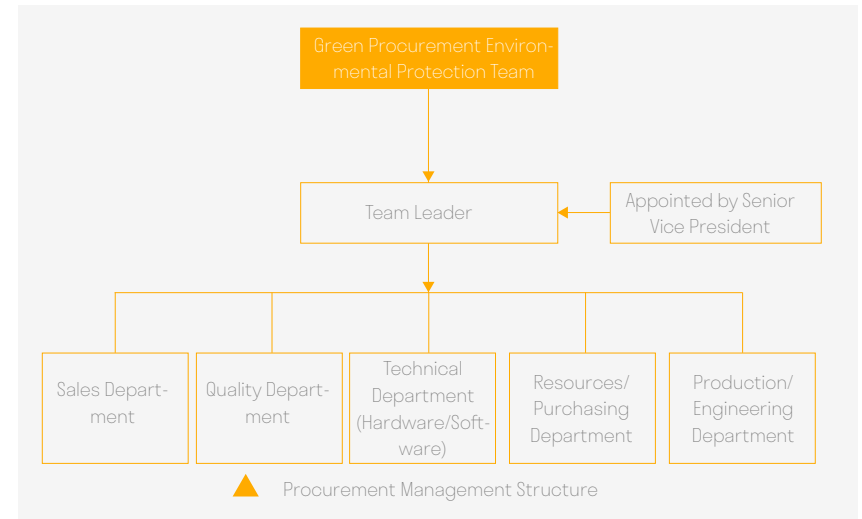 Green Procurement Environ-
mental Protection Team
Team Leader
Appointed by Senior
Vice President
Sales Depart-
ment
Quality Depart-
ment
Technical
Department
(Hardware/Soft-
ware)
Resources/
Purchasing
Department
Production/
Engineering
Department
Procurement Management Structure